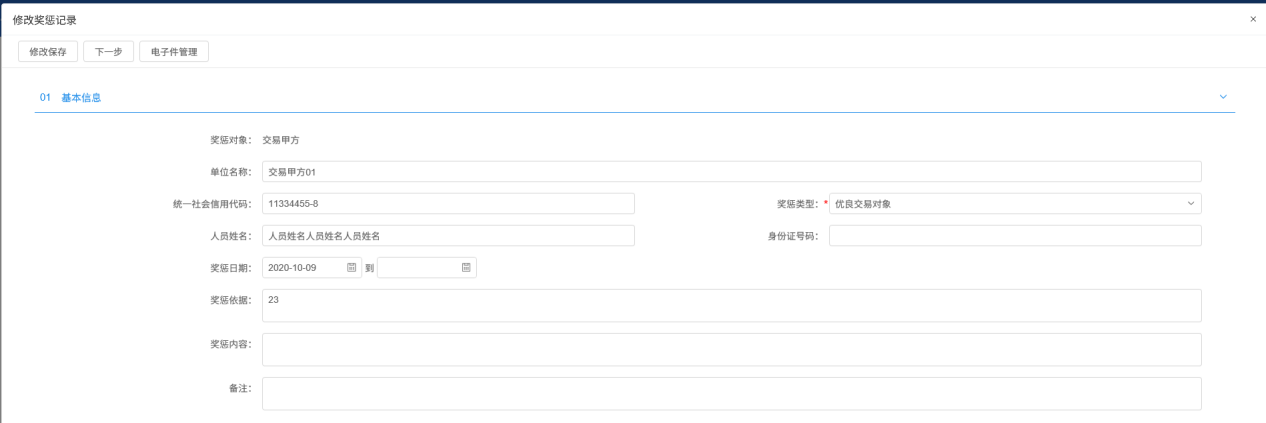 修改奖惩记录 ×
修改保存 下一步 电子件管理
01 基本信息
奖惩对象： 交易甲方
单位名称： 交易甲方01
统一社会信用代码： 11334455-8 奖惩类型：* 优良交易对象
人员姓名： 人员姓名人员姓名人员姓名 身份证号码：
奖惩日期： 2020-10-09 到
奖惩依据： 23
奖惩内容：
备注：